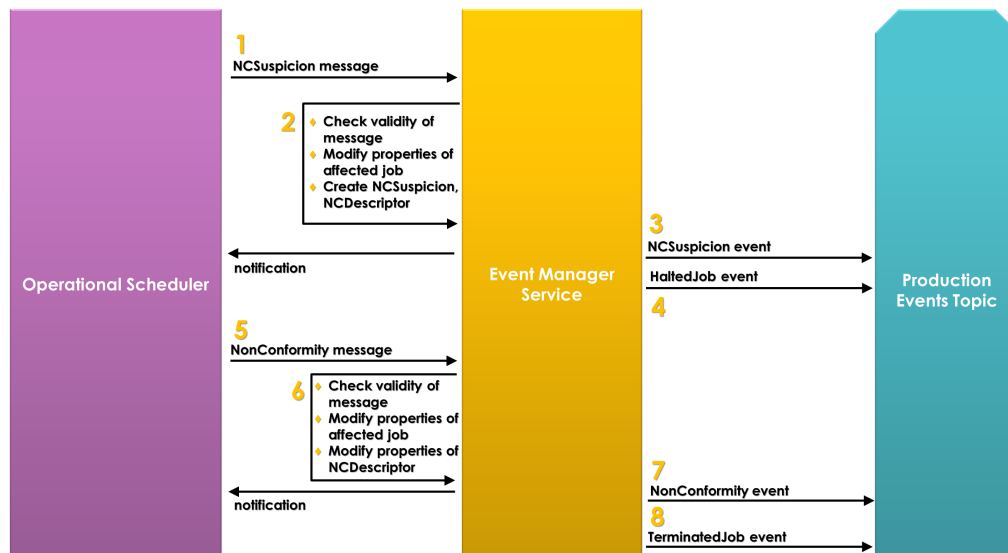 1
NCSuspicion message
2
♦ Check validity of
message
♦ Modify properties of
affected job
♦ Create NCSuspicion,
NCDescriptor
3
NCSuspicion event
notification
Operational Scheduler
Event Manager
Service
HaltedJob event
Production
Events Topic
4
5
NonConformity message
6
♦ Check validity of
message
♦ Modify properties of
affected job
♦ Modify properties of
NCDescriptor
7
NonConformity event
notification
8
TerminatedJob event